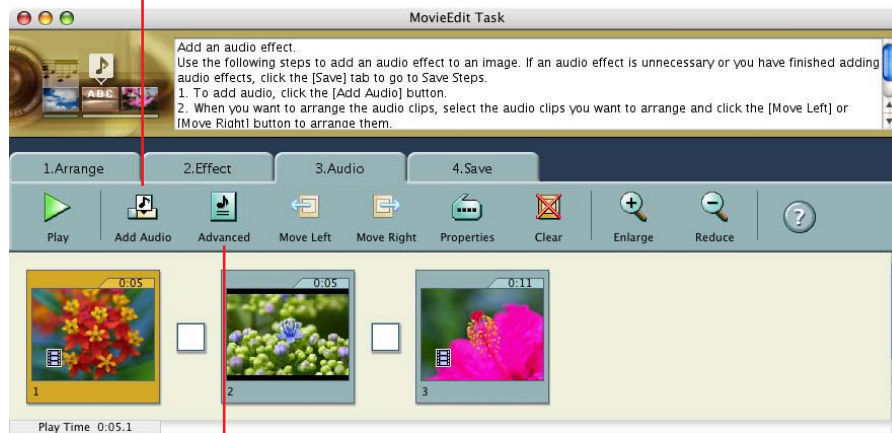 MovieEdit Task
Add an audio effect.
Use the following steps to add an audio effect to an image. If an audio effect is unnecessary or you have finished adding
audio effects, click the [Save] tab to go to Save Steps.
1. To add audio, click the [Add Audio] button.
2. When you want to arrange the audio clips, select the audio clips you want to arrange and click the [Move Left] or
[Move Right] button to arrange them.
ABC
1.Arrange 2.Effect 3.Audio 4.Save
Play Add Audio Advanced Move Left Move Right Properties Clear Enlarge Reduce ?
0:05 0:05 0:11
1 2 3
Play Time 0:05.1